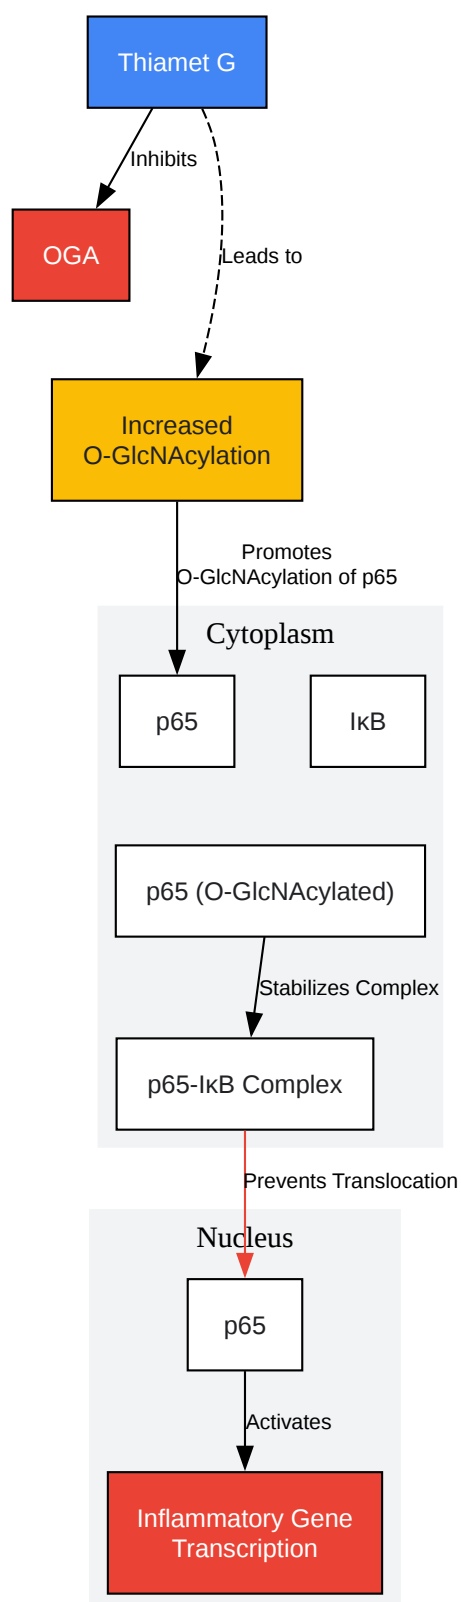 Thiamet G
Inhibits
OGA
Leads to
Increased
O-GlcNAcylation
Promotes
O-GlcNAcylation of p65
Cytoplasm
p65
IκB
p65 (O-GlcNAcylated)
Stabilizes Complex
p65-IκB Complex
Prevents Translocation
Nucleus
p65
Activates
Inflammatory Gene
Transcription